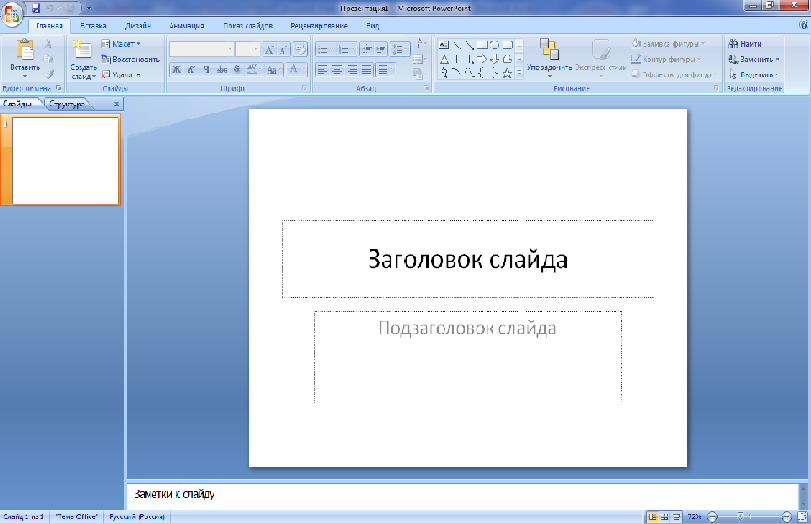 Презентация1 - Microsoft PowerPoint
Главная Вставка Дизайн Анимация Показ слайдов Рецензирование Вид
Вставить
Создать слайд
Макет
Восстановить
Удалить
Ж К Ч abc S
Упорядочить Экспресс-стили
Заливка фигуры
Контур фигуры
Эффекты для фигур
Найти
Заменить
Выделить
Буфер обмена Слайды Шрифт Абзац Рисование Редактирование
Слайды Структура
1
Заголовок слайда
Подзаголовок слайда
Заметки к слайду
Слайд 1 из 1 "Тема Office" Русский (Россия) 72%